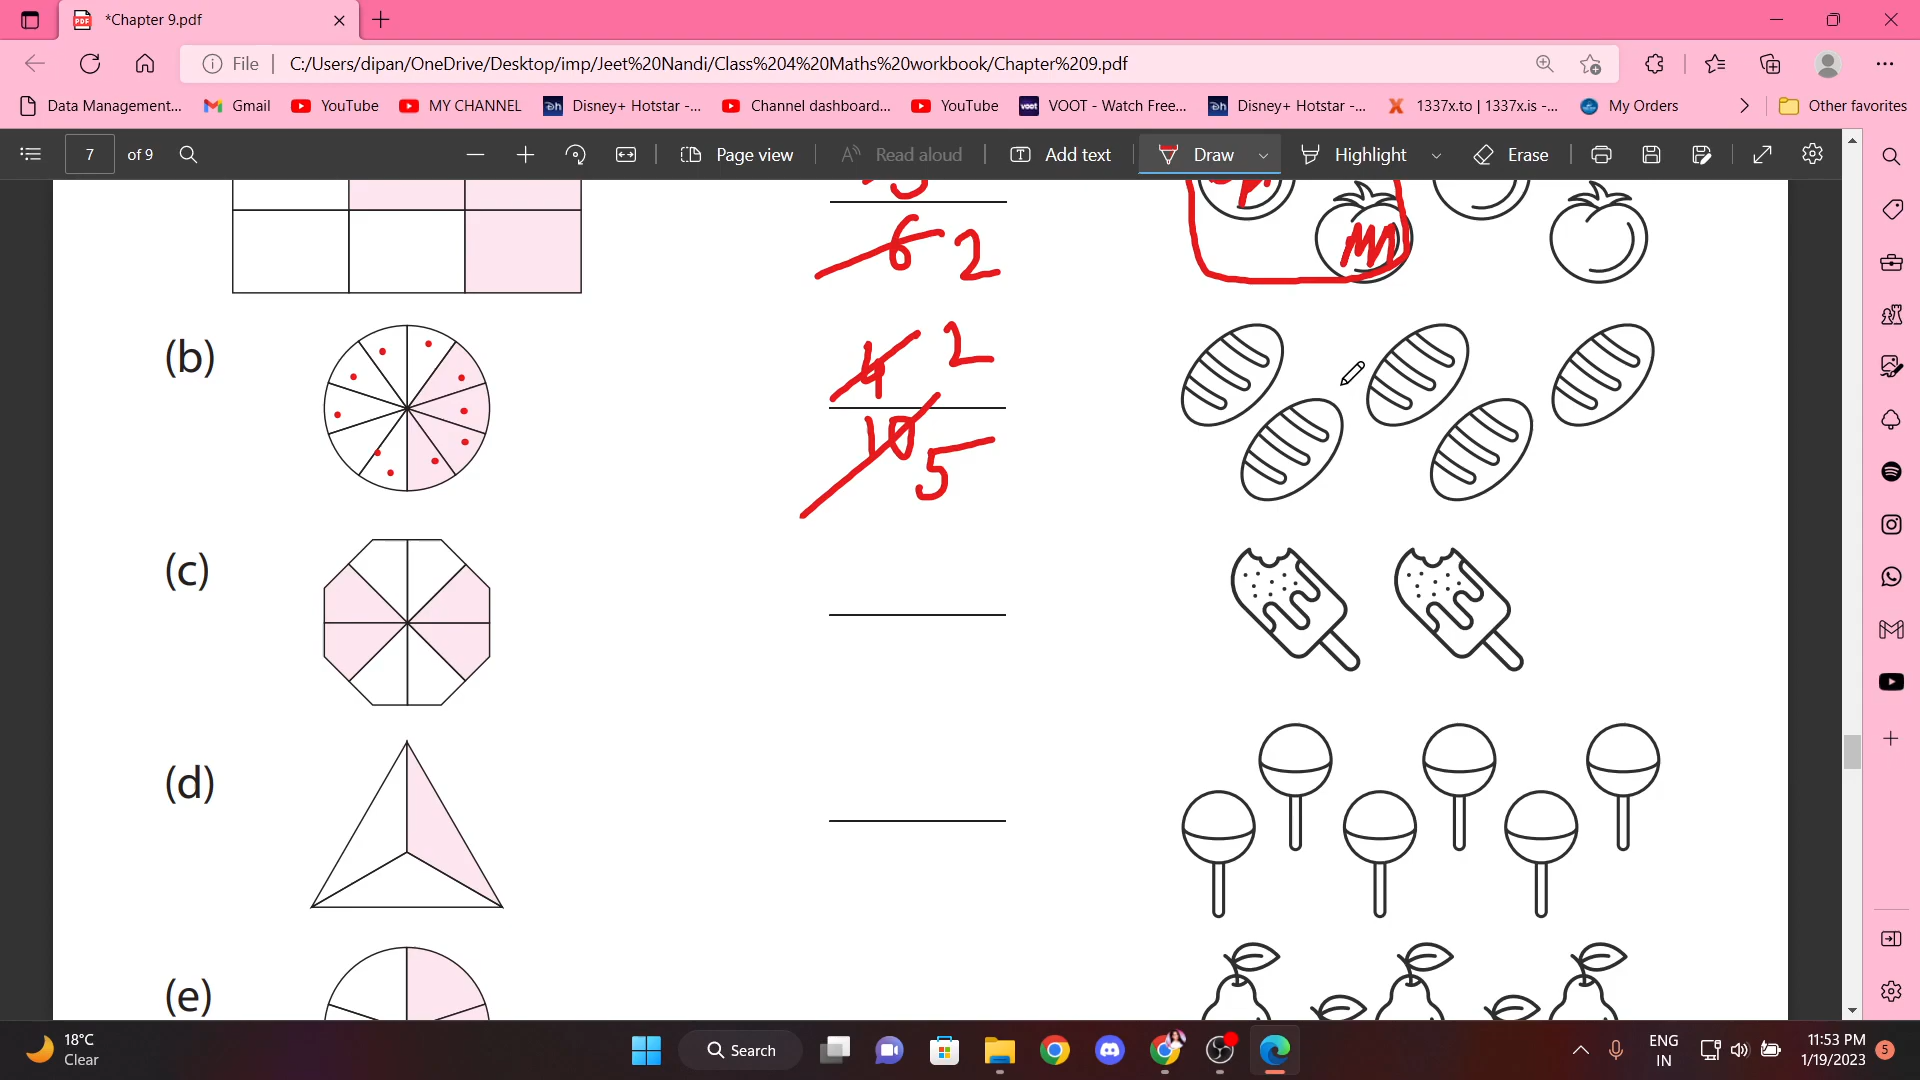 *Chapter 9.pdf
File
C:/Users/dipan/OneDrive/Desktop/imp/Jeet%20Nandi/Class%204%20Maths%20workbook/Chapter%209.pdf
Data Management... Gmail YouTube MY CHANNEL Disney+ Hotstar -... Channel dashboard... YouTube VOOT - Watch Free... Disney+ Hotstar -... 1337x.to | 1337x.is -... My Orders Other favorites
7 of 9 Page view Read aloud Add text Draw Highlight Erase
6 2
(b)
4 2
10 5
(c)
(d)
(e)
18°C
Clear
Search
ENG
IN
11:53 PM
1/19/2023
5